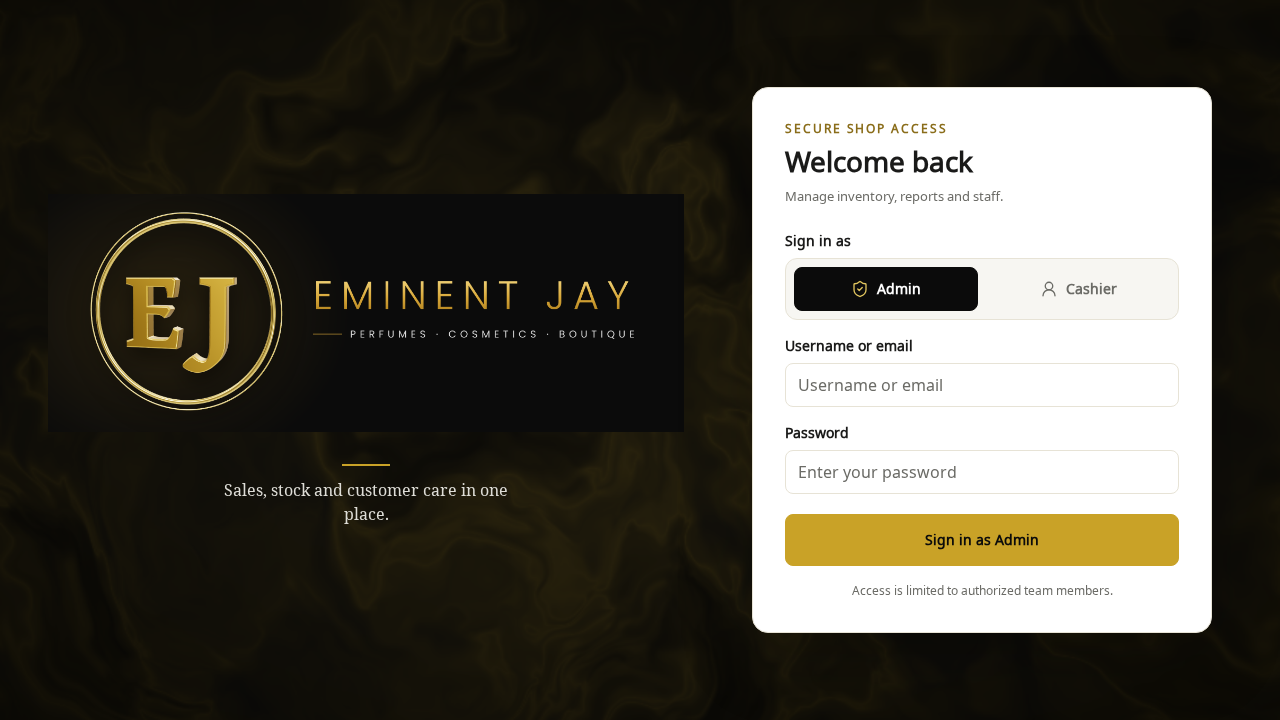 EJ
EMINENT JAY
PERFUMES · COSMETICS · BOUTIQUE
Sales, stock and customer care in one
place.
SECURE SHOP ACCESS
Welcome back
Manage inventory, reports and staff.
Sign in as
Admin
Cashier
Username or email
Username or email
Password
Enter your password
Sign in as Admin
Access is limited to authorized team members.